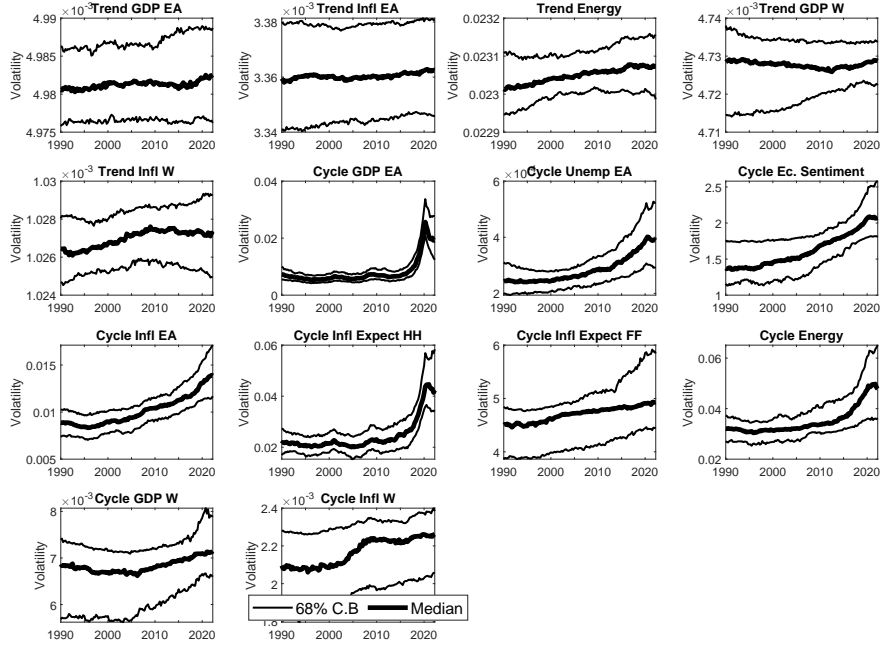 ×10⁻³ Trend GDP EA
Volatility
4.99
4.985
4.98
4.975
1990 2000 2010 2020
×10⁻³ Trend Infl EA
Volatility
3.38
3.36
3.34
1990 2000 2010 2020
Trend Energy
Volatility
0.0232
0.0231
0.023
0.0229
1990 2000 2010 2020
×10⁻³ Trend GDP W
Volatility
4.74
4.73
4.72
4.71
1990 2000 2010 2020
×10⁻³ Trend Infl W
Volatility
1.03
1.028
1.026
1.024
1990 2000 2010 2020
Cycle GDP EA
Volatility
0.04
0.02
0
1990 2000 2010 2020
Cycle Unemp EA
Volatility
6
4
2
1990 2000 2010 2020
Cycle Ec. Sentiment
Volatility
2.5
2
1.5
1
1990 2000 2010 2020
Cycle Infl EA
Volatility
0.015
0.01
0.005
1990 2000 2010 2020
Cycle Infl Expect HH
Volatility
0.06
0.04
0.02
1990 2000 2010 2020
Cycle Infl Expect FF
Volatility
6
5
4
1990 2000 2010 2020
Cycle Energy
Volatility
0.06
0.04
0.02
1990 2000 2010 2020
×10⁻³ Cycle GDP W
Volatility
8
7
6
1990 2000 2010 2020
×10⁻³ Cycle Infl W
Volatility
2.4
2.2
2
1.8
1990 2000 2010 2020
68% C.B Median